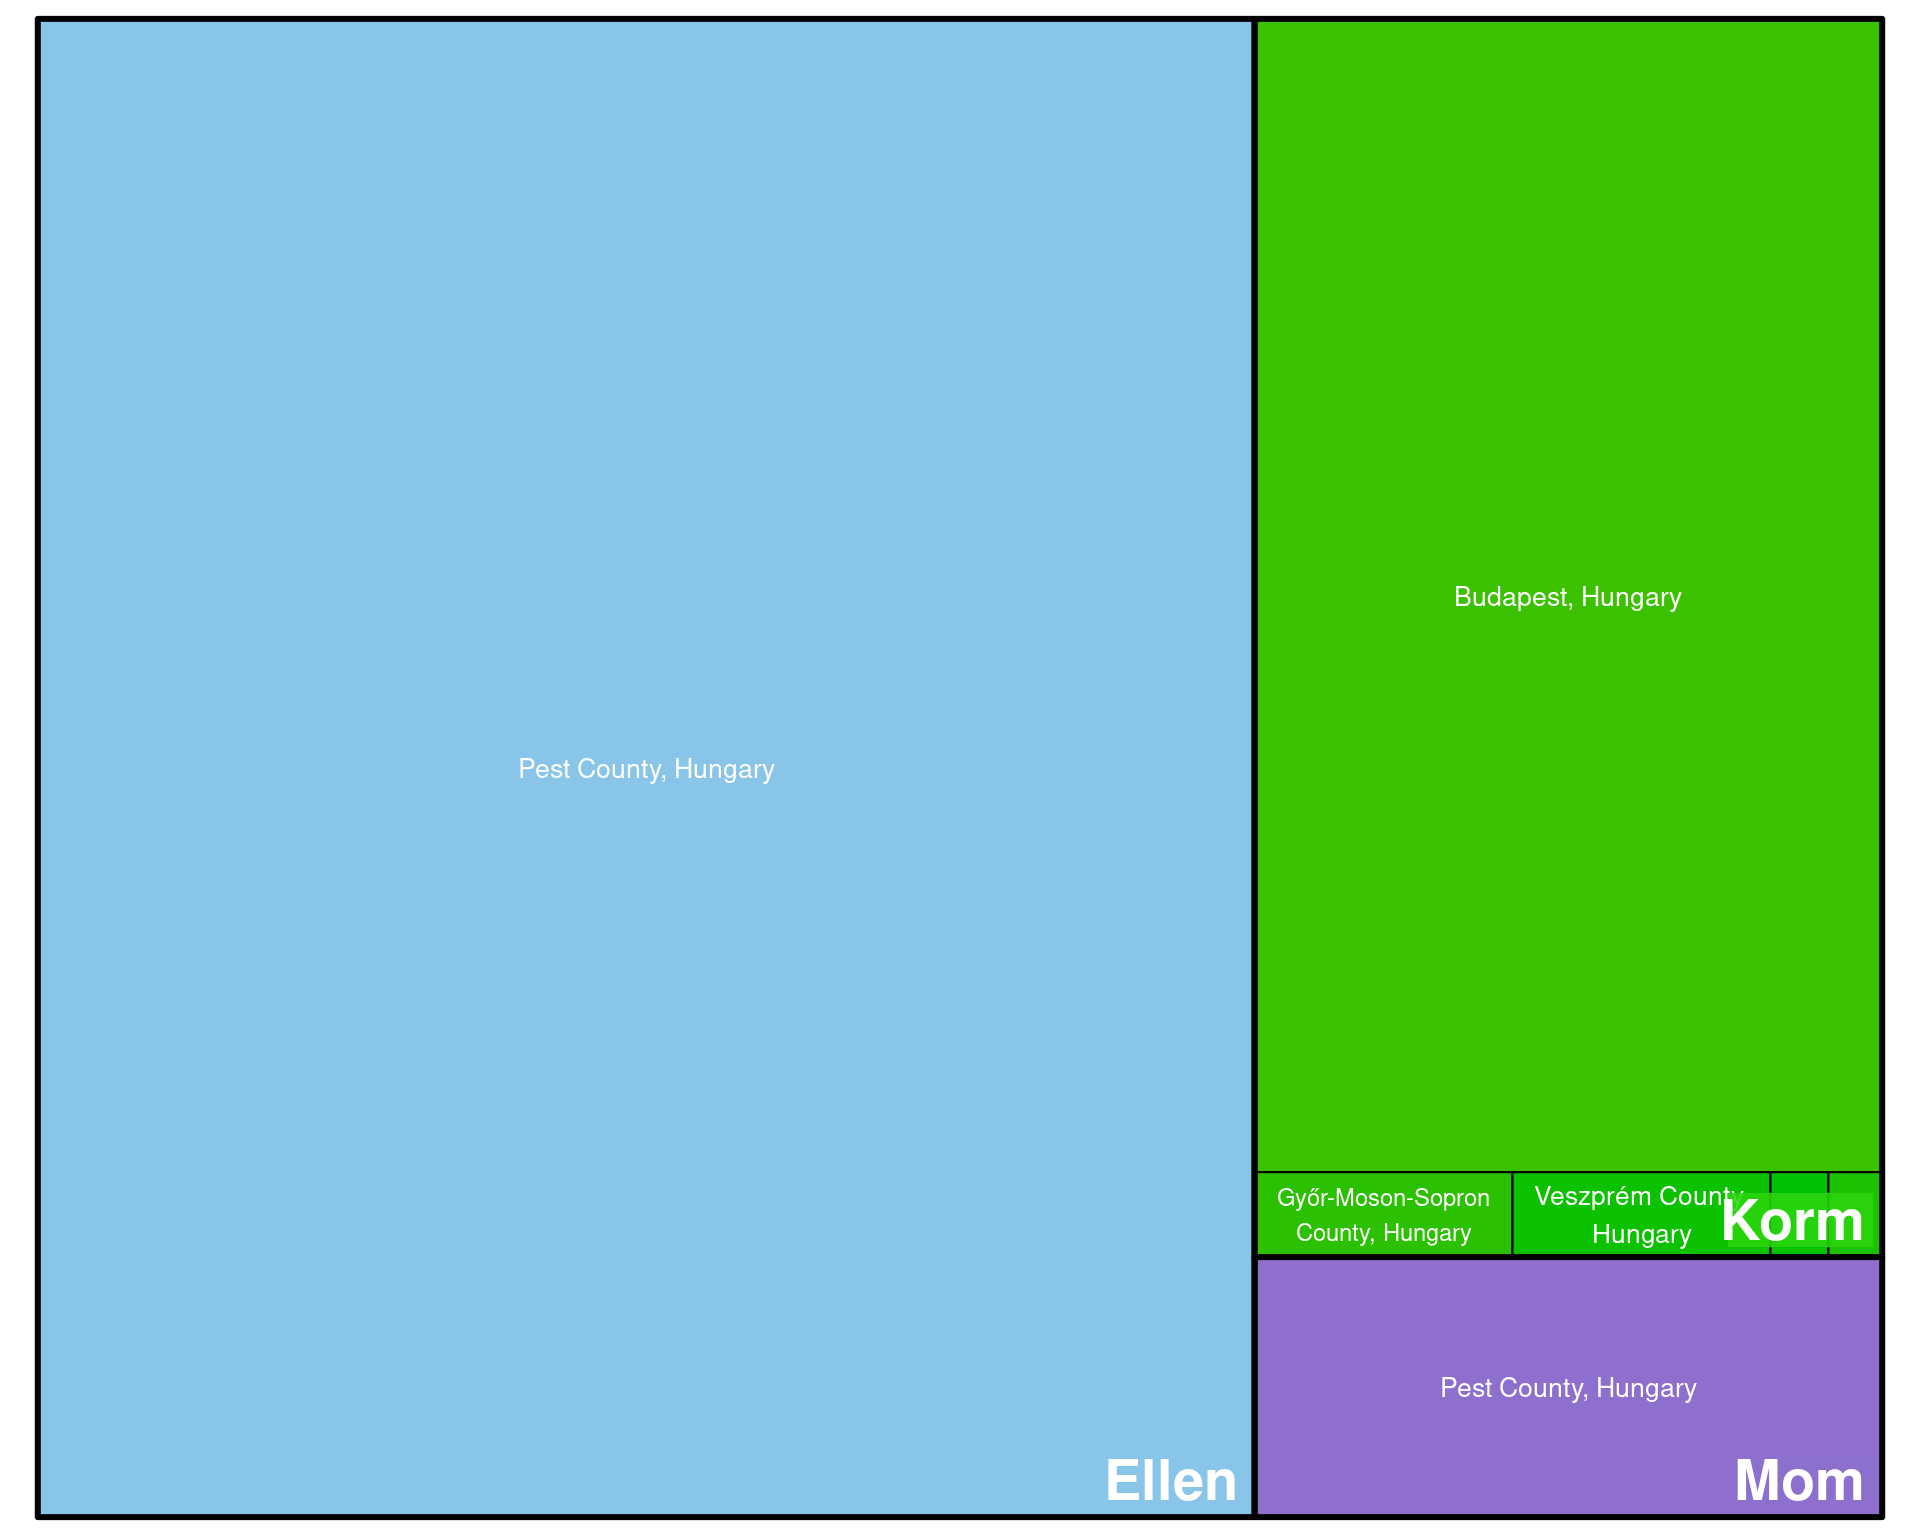 Pest County, Hungary
Ellen
Budapest, Hungary
Győr-Moson-Sopron
County, Hungary
Veszprém County,
Hungary
Korm
Pest County, Hungary
Mom